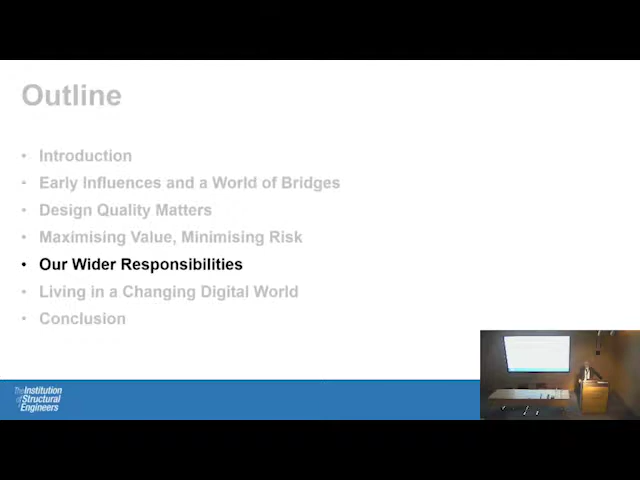 Outline
• Introduction
• Early Influences and a World of Bridges
• Design Quality Matters
• Maximising Value, Minimising Risk
• Our Wider Responsibilities
• Living in a Changing Digital World
• Conclusion
The Institution
of Structural
Engineers